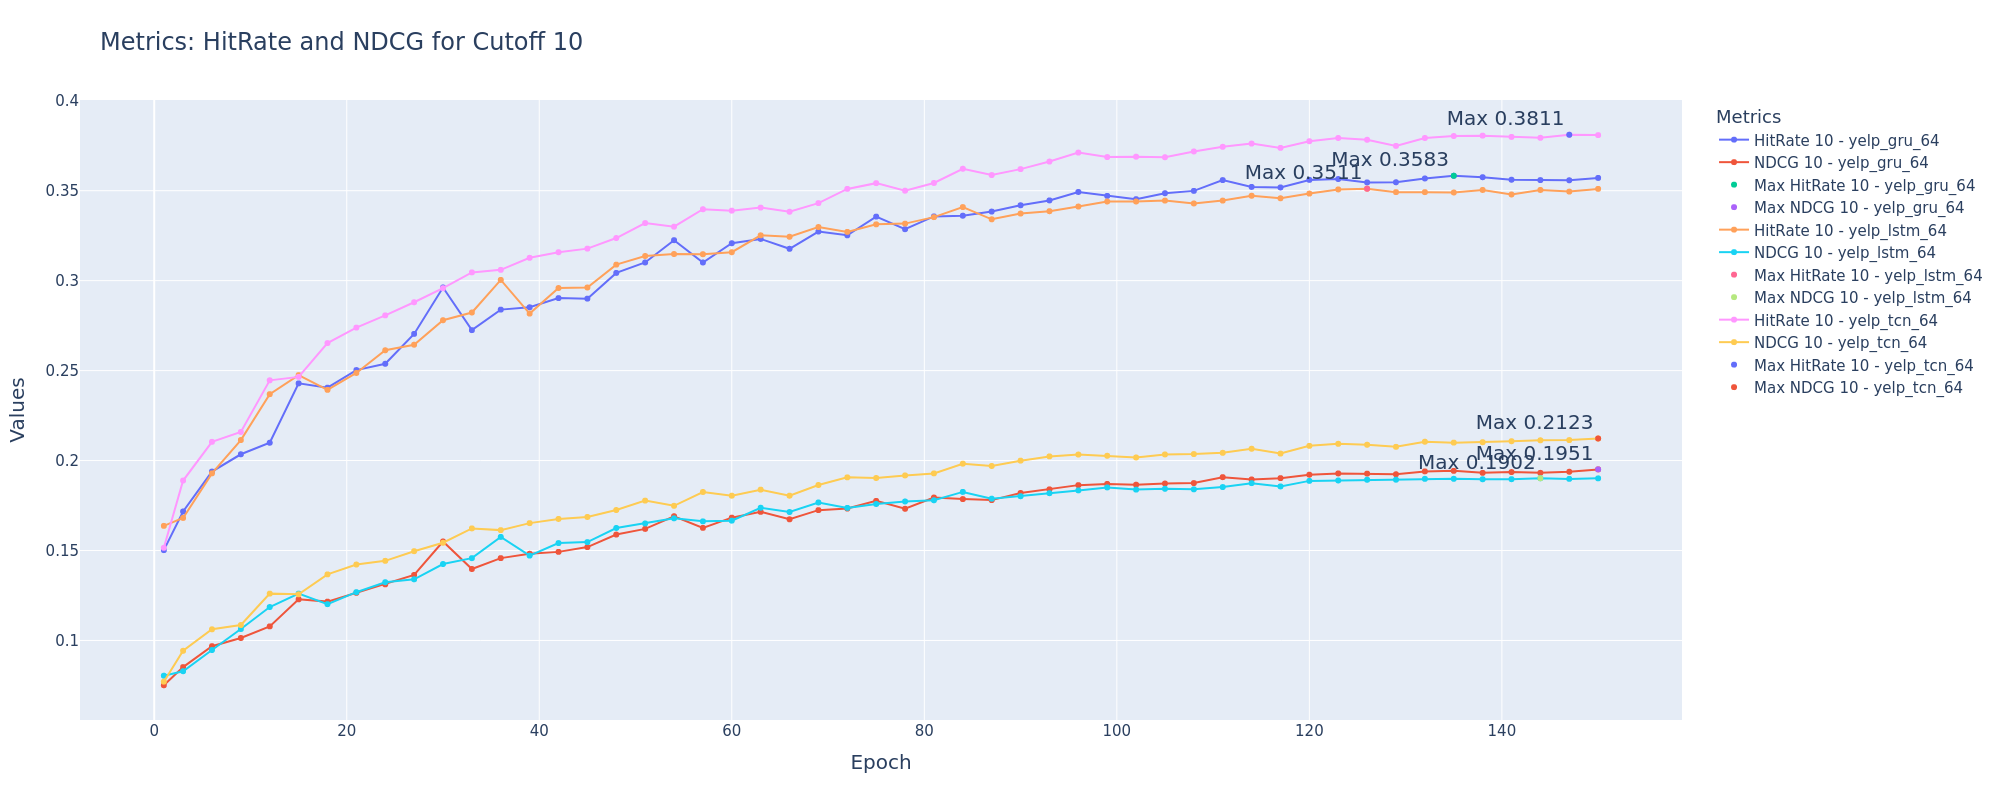 Metrics: HitRate and NDCG for Cutoff 10
0.4
0.35
0.3
0.25
0.2
0.15
0.1
Values
Max 0.3811
Max 0.3583
Max 0.3511
Max 0.2123
Max 0.1951
Max 0.1902
0 20 40 60 80 100 120 140
Epoch
Metrics
HitRate 10 - yelp_gru_64
NDCG 10 - yelp_gru_64
Max HitRate 10 - yelp_gru_64
Max NDCG 10 - yelp_gru_64
HitRate 10 - yelp_lstm_64
NDCG 10 - yelp_lstm_64
Max HitRate 10 - yelp_lstm_64
Max NDCG 10 - yelp_lstm_64
HitRate 10 - yelp_tcn_64
NDCG 10 - yelp_tcn_64
Max HitRate 10 - yelp_tcn_64
Max NDCG 10 - yelp_tcn_64